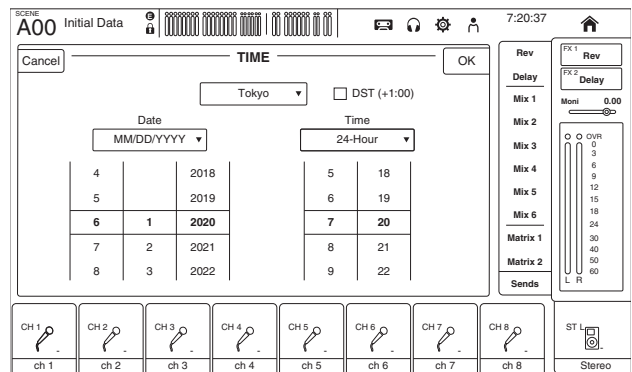 SCENE
A00 Initial Data
E
7:20:37
Cancel
TIME
OK
Tokyo ▼
DST (+1:00)
Date
Time
MM/DD/YYYY ▼
24-Hour ▼
4 2018 5 18
5 2019 6 19
6 1 2020 7 20
7 2 2021 8 21
8 3 2022 9 22
Rev
Delay
Mix 1
Mix 2
Mix 3
Mix 4
Mix 5
Mix 6
Matrix 1
Matrix 2
Sends
FX 1
Rev
FX 2
Delay
Moni 0.00
OVR
0
3
6
9
12
15
18
24
30
40
50
60
L R
CH 1 CH 2 CH 3 CH 4 CH 5 CH 6 CH 7 CH 8 ST L
ch 1 ch 2 ch 3 ch 4 ch 5 ch 6 ch 7 ch 8 Stereo